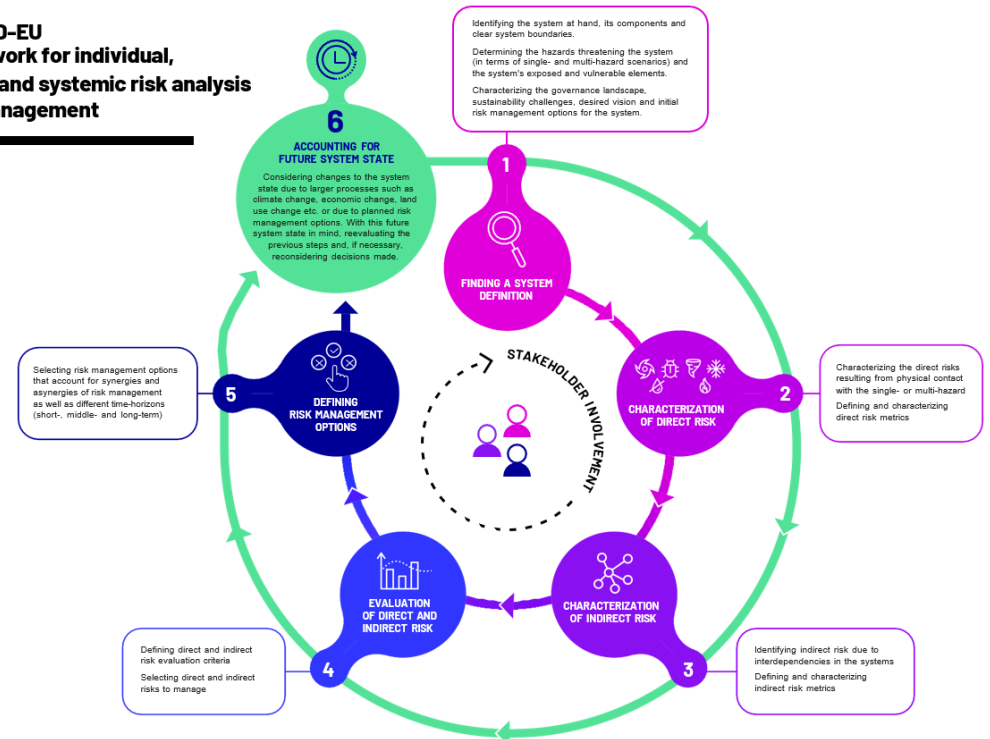 D-EU
work for individual,
and systemic risk analysis
nagement
Identifying the system at hand, its components and
clear system boundaries.
Determining the hazards threatening the system
(in terms of single- and multi-hazard scenarios) and
the system's exposed and vulnerable elements.
Characterizing the governance landscape,
sustainability challenges, desired vision and initial
risk management options for the system.
6
ACCOUNTING FOR
FUTURE SYSTEM STATE
Considering changes to the system
state due to larger processes such as
climate change, economic change, land
use change etc. or due to planned risk
management options. With this future
system state in mind, reevaluating the
previous steps and, if necessary,
reconsidering decisions made.
1
FINDING A SYSTEM
DEFINITION
2
CHARACTERIZATION
OF DIRECT RISK
Characterizing the direct risks
resulting from physical contact
with the single- or multi-hazard
Defining and characterizing
direct risk metrics
STAKEHOLDER INVOLVEMENT
5
DEFINING
RISK MANAGEMENT
OPTIONS
Selecting risk management options
that account for synergies and
asynergies of risk management
as well as different time-horizons
(short-, middle- and long-term)
4
EVALUATION
OF DIRECT AND
INDIRECT RISK
Defining direct and indirect
risk evaluation criteria
Selecting direct and indirect
risks to manage
3
CHARACTERIZATION
OF INDIRECT RISK
Identifying indirect risk due to
interdependencies in the systems
Defining and characterizing
indirect risk metrics